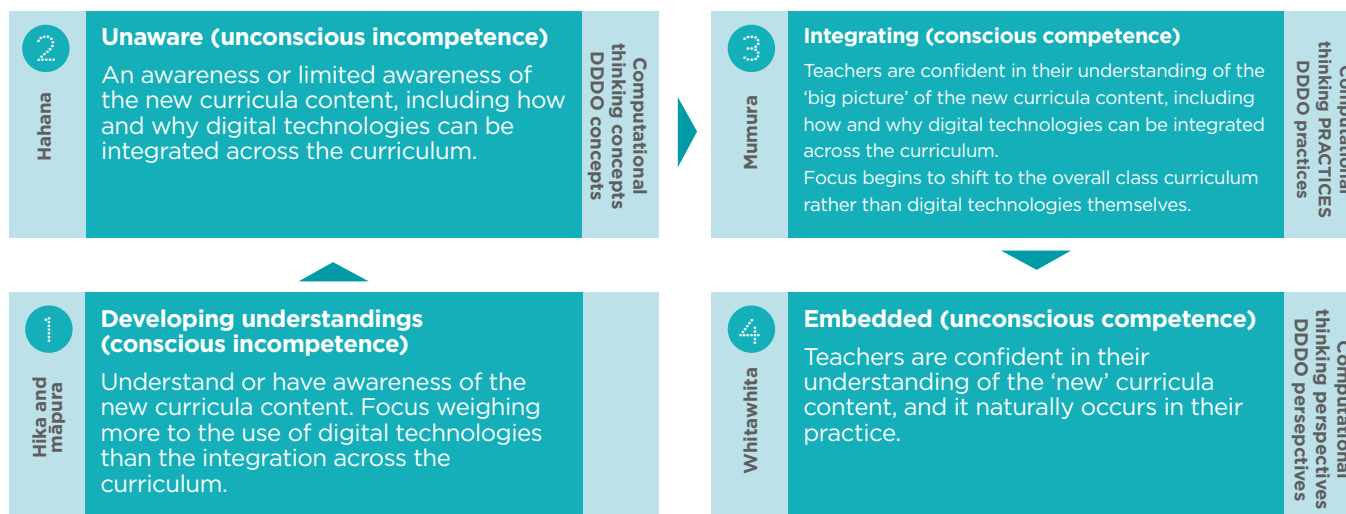 2
Hahana
Unaware (unconscious incompetence)
An awareness or limited awareness of
the new curricula content, including how
and why digital technologies can be
integrated across the curriculum.
Computational
thinking concepts
DDDO concepts
3
Mumura
Integrating (conscious competence)
Teachers are confident in their understanding of the
‘big picture’ of the new curricula content, including
how and why digital technologies can be integrated
across the curriculum.
Focus begins to shift to the overall class curriculum
rather than digital technologies themselves.
Computational
thinking PRACTICES
DDDO practices
1
Hika and
māpura
Developing understandings
(conscious incompetence)
Understand or have awareness of the
new curricula content. Focus weighing
more to the use of digital technologies
than the integration across the
curriculum.
4
Whitawhita
Embedded (unconscious competence)
Teachers are confident in their
understanding of the ‘new’ curricula
content, and it naturally occurs in their
practice.
Computational
thinking perspectives
DDDO persepctives